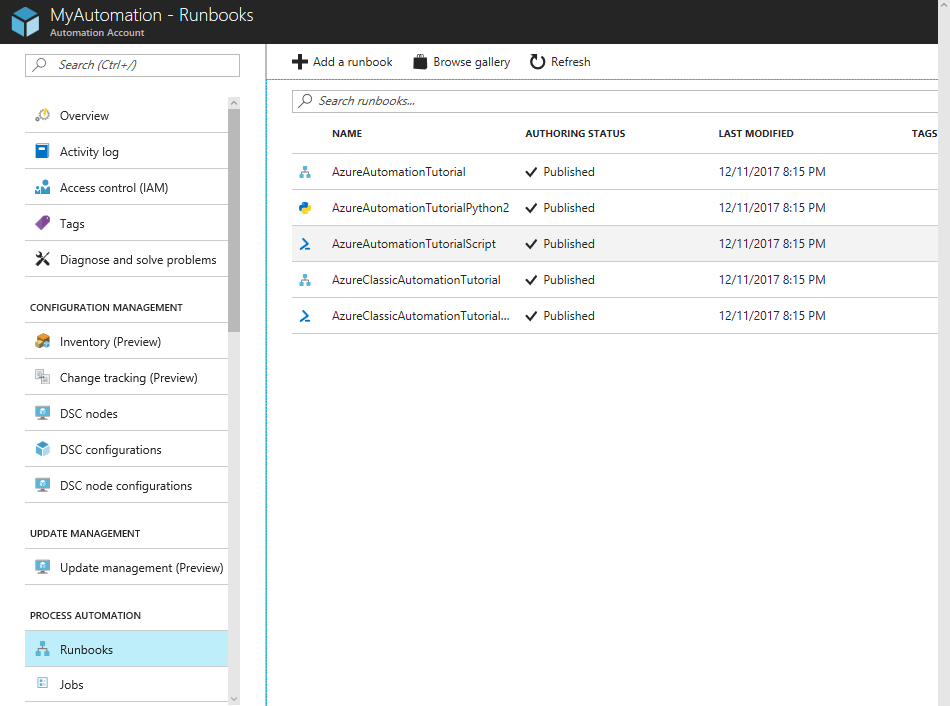 MyAutomation - Runbooks
Automation Account
Search (Ctrl+/)
Overview
Activity log
Access control (IAM)
Tags
Diagnose and solve problems
CONFIGURATION MANAGEMENT
Inventory (Preview)
Change tracking (Preview)
DSC nodes
DSC configurations
DSC node configurations
UPDATE MANAGEMENT
Update management (Preview)
PROCESS AUTOMATION
Runbooks
Jobs
Add a runbook Browse gallery Refresh
Search runbooks...
NAME AUTHORING STATUS LAST MODIFIED TAGS
AzureAutomationTutorial Published 12/11/2017 8:15 PM
AzureAutomationTutorialPython2 Published 12/11/2017 8:15 PM
AzureAutomationTutorialScript Published 12/11/2017 8:15 PM
AzureClassicAutomationTutorial Published 12/11/2017 8:15 PM
AzureClassicAutomationTutorial... Published 12/11/2017 8:15 PM